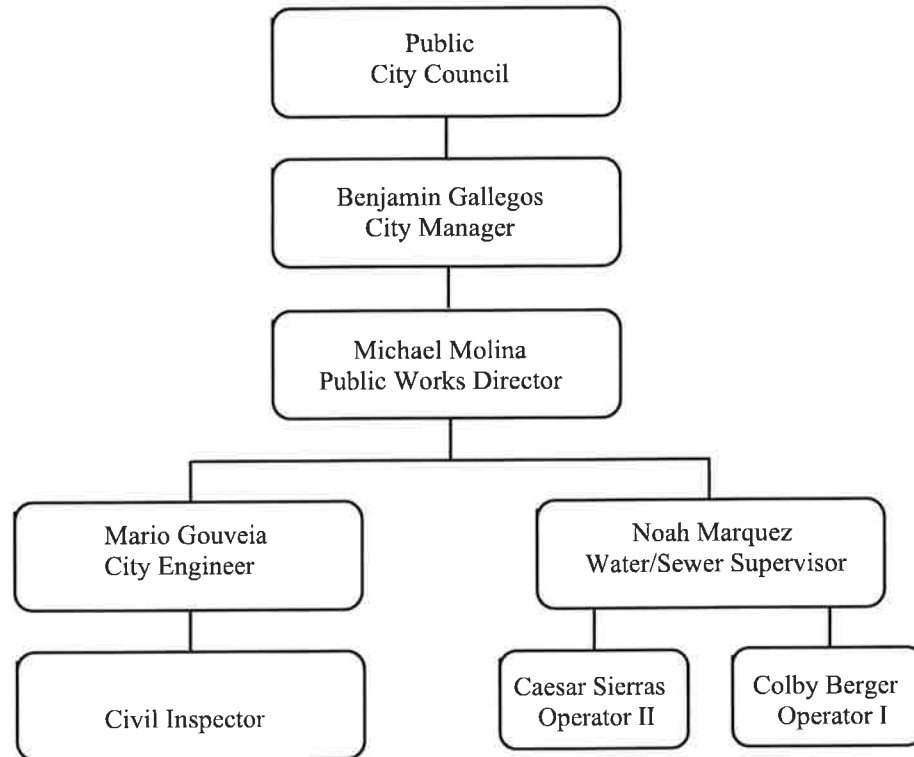 Public
City Council
Benjamin Gallegos
City Manager
Michael Molina
Public Works Director
Mario Gouveia
City Engineer
Noah Marquez
Water/Sewer Supervisor
Civil Inspector
Caesar Sierras
Operator II
Colby Berger
Operator I